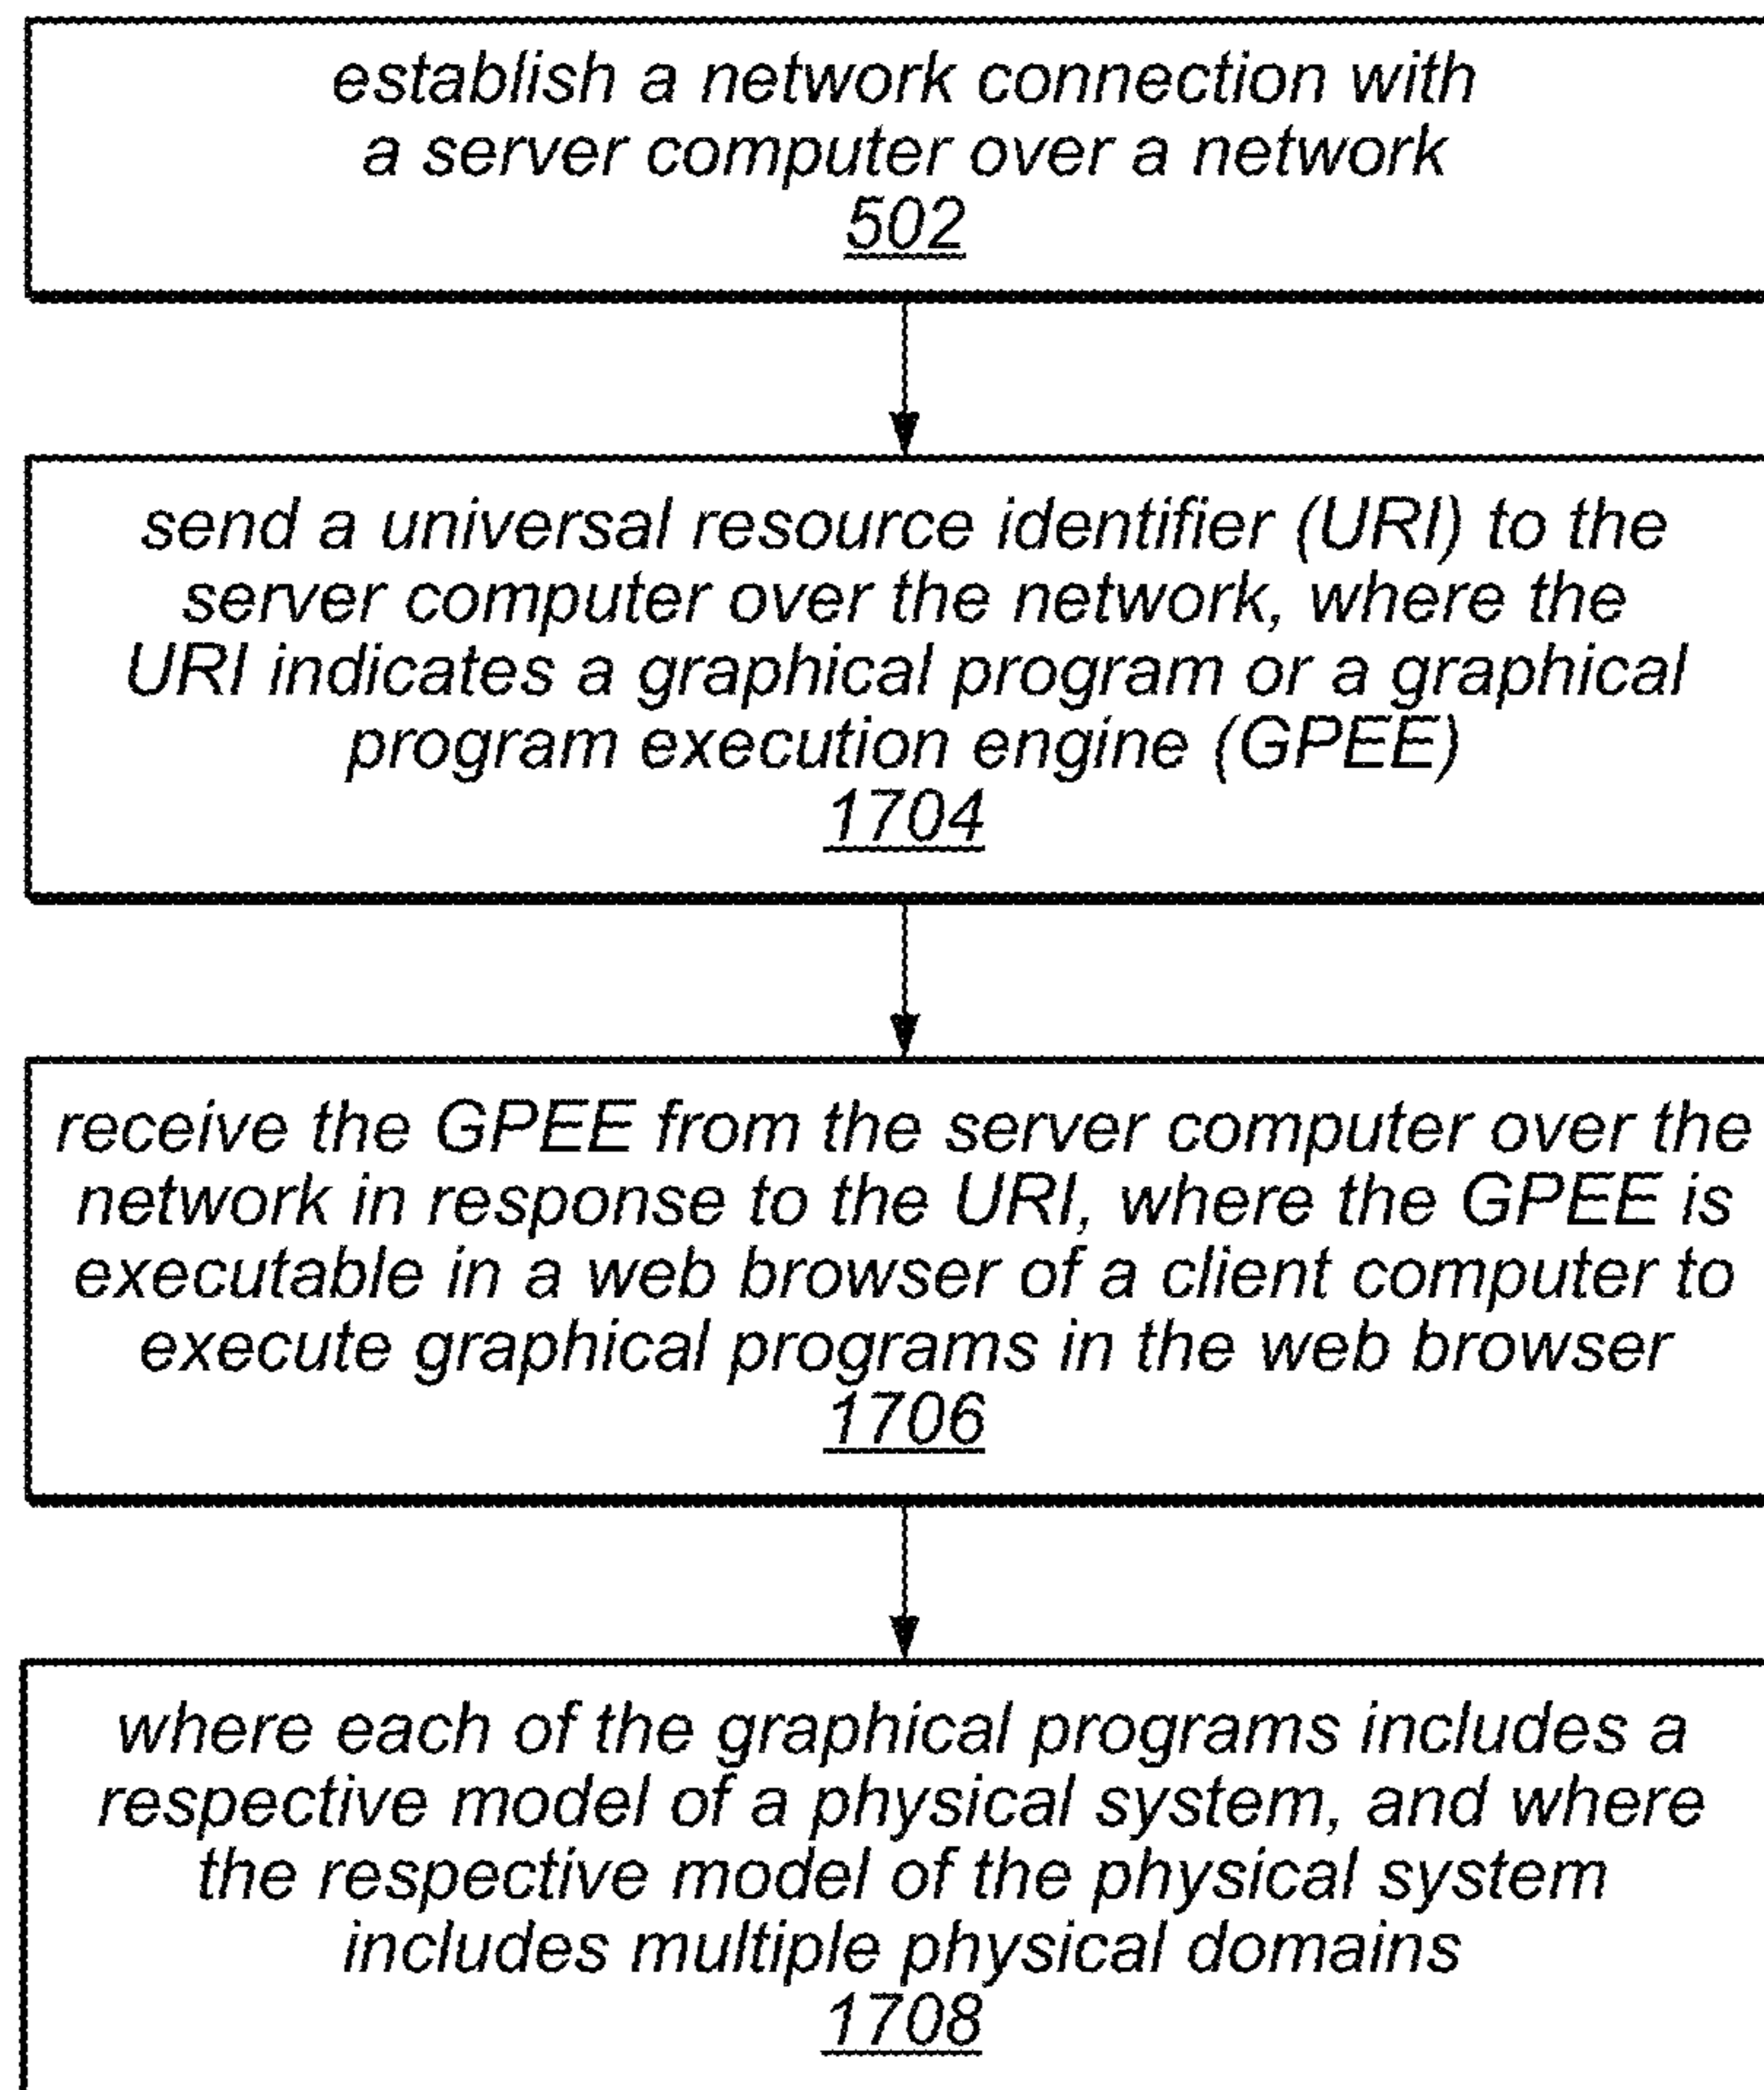 establish a network connection with
a server computer over a network
502
send a universal resource identifier (URI) to the
server computer over the network, where the
URI indicates a graphical program or a graphical
program execution engine (GPEE)
1704
receive the GPEE from the server computer over the
network in response to the URI, where the GPEE is
executable in a web browser of a client computer to
execute graphical programs in the web browser
1706
where each of the graphical programs includes a
respective model of a physical system, and where
the respective model of the physical system
includes multiple physical domains
1708